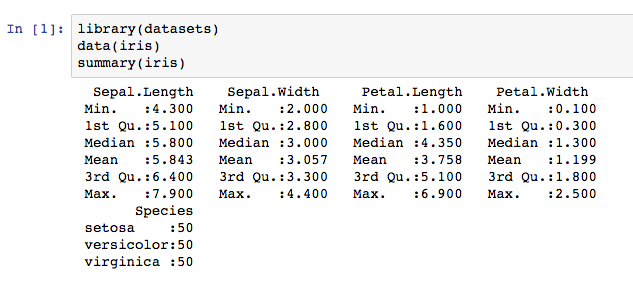 In [1]: library(datasets)
data(iris)
summary(iris)
  Sepal.Length    Sepal.Width     Petal.Length    Petal.Width   
 Min.   :4.300   Min.   :2.000   Min.   :1.000   Min.   :0.100  
 1st Qu.:5.100   1st Qu.:2.800   1st Qu.:1.600   1st Qu.:0.300  
 Median :5.800   Median :3.000   Median :4.350   Median :1.300  
 Mean   :5.843   Mean   :3.057   Mean   :3.758   Mean   :1.199  
 3rd Qu.:6.400   3rd Qu.:3.300   3rd Qu.:5.100   3rd Qu.:1.800  
 Max.   :7.900   Max.   :4.400   Max.   :6.900   Max.   :2.500  
       Species  
 setosa    :50  
 versicolor:50  
 virginica :50